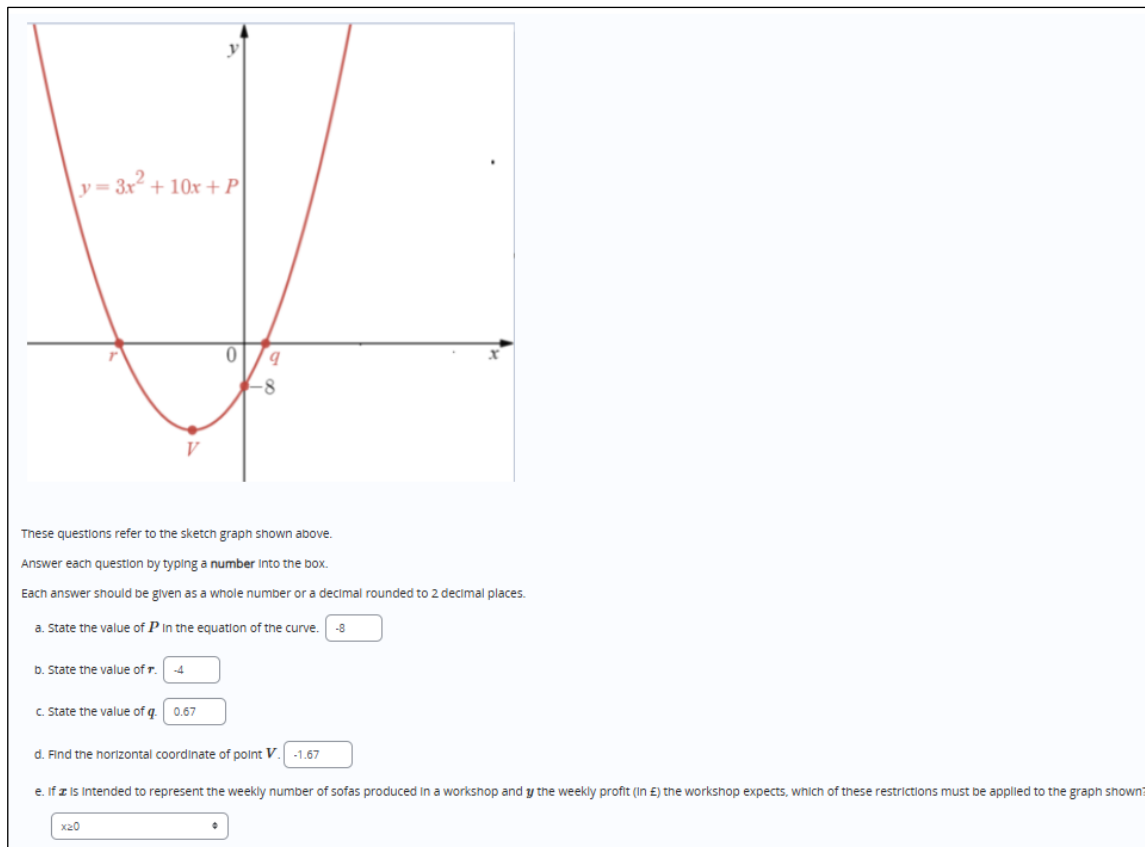 y
y = 3x² + 10x + P
r
0
q
x
−8
V
These questions refer to the sketch graph shown above.
Answer each question by typing a number into the box.
Each answer should be given as a whole number or a decimal rounded to 2 decimal places.
a. State the value of P in the equation of the curve. -8
b. State the value of r. -4
c. State the value of q. 0.67
d. Find the horizontal coordinate of point V. -1.67
e. If x is intended to represent the weekly number of sofas produced in a workshop and y the weekly profit (in £) the workshop expects, which of these restrictions must be applied to the graph shown?
x≥0